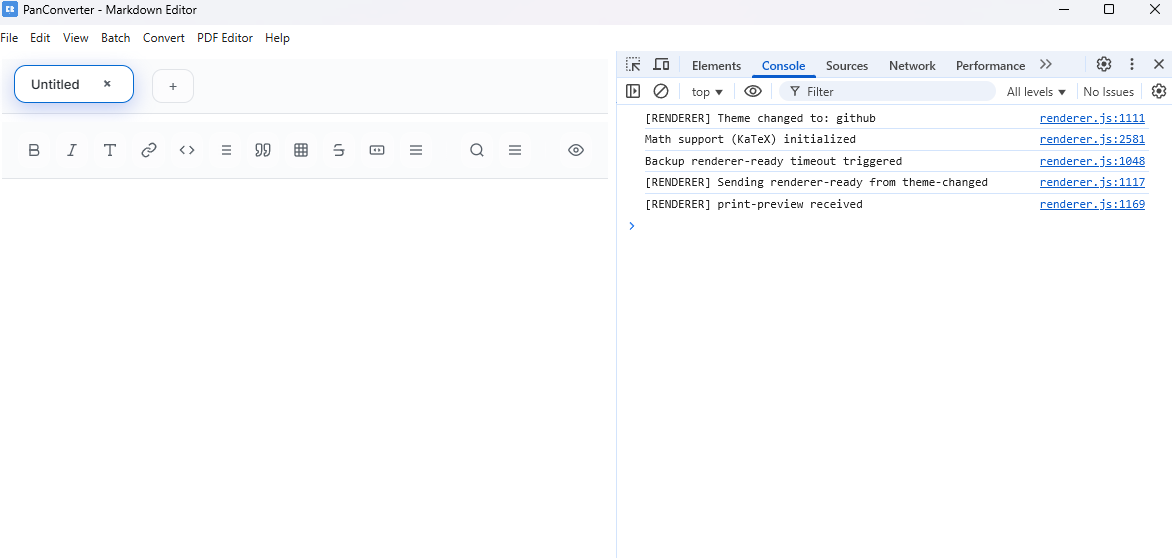 PanConverter - Markdown Editor
File Edit View Batch Convert PDF Editor Help
Untitled × +
Elements Console Sources Network Performance
top ▼ Filter All levels ▼ No Issues
[RENDERER] Theme changed to: github renderer.js:1111
Math support (KaTeX) initialized renderer.js:2581
Backup renderer-ready timeout triggered renderer.js:1048
[RENDERER] Sending renderer-ready from theme-changed renderer.js:1117
[RENDERER] print-preview received renderer.js:1169